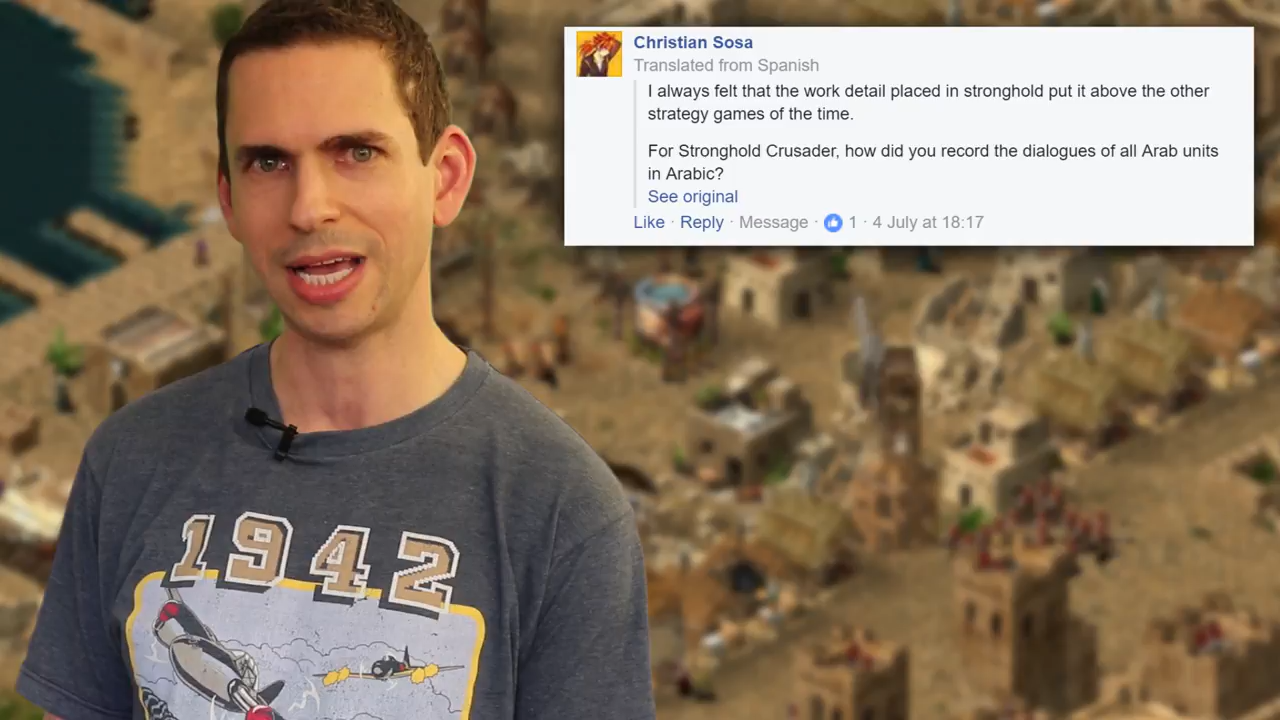 Christian Sosa
Translated from Spanish
I always felt that the work detail placed in stronghold put it above the other
strategy games of the time.
For Stronghold Crusader, how did you record the dialogues of all Arab units
in Arabic?
See original
Like · Reply · Message · 1 · 4 July at 18:17
1942